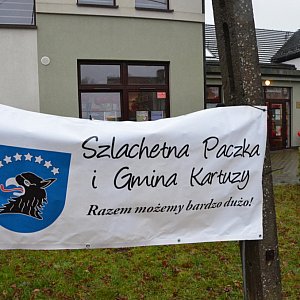 Szlachetna Paczka
i Gmina Kartuzy
Razem możemy bardzo dużo!